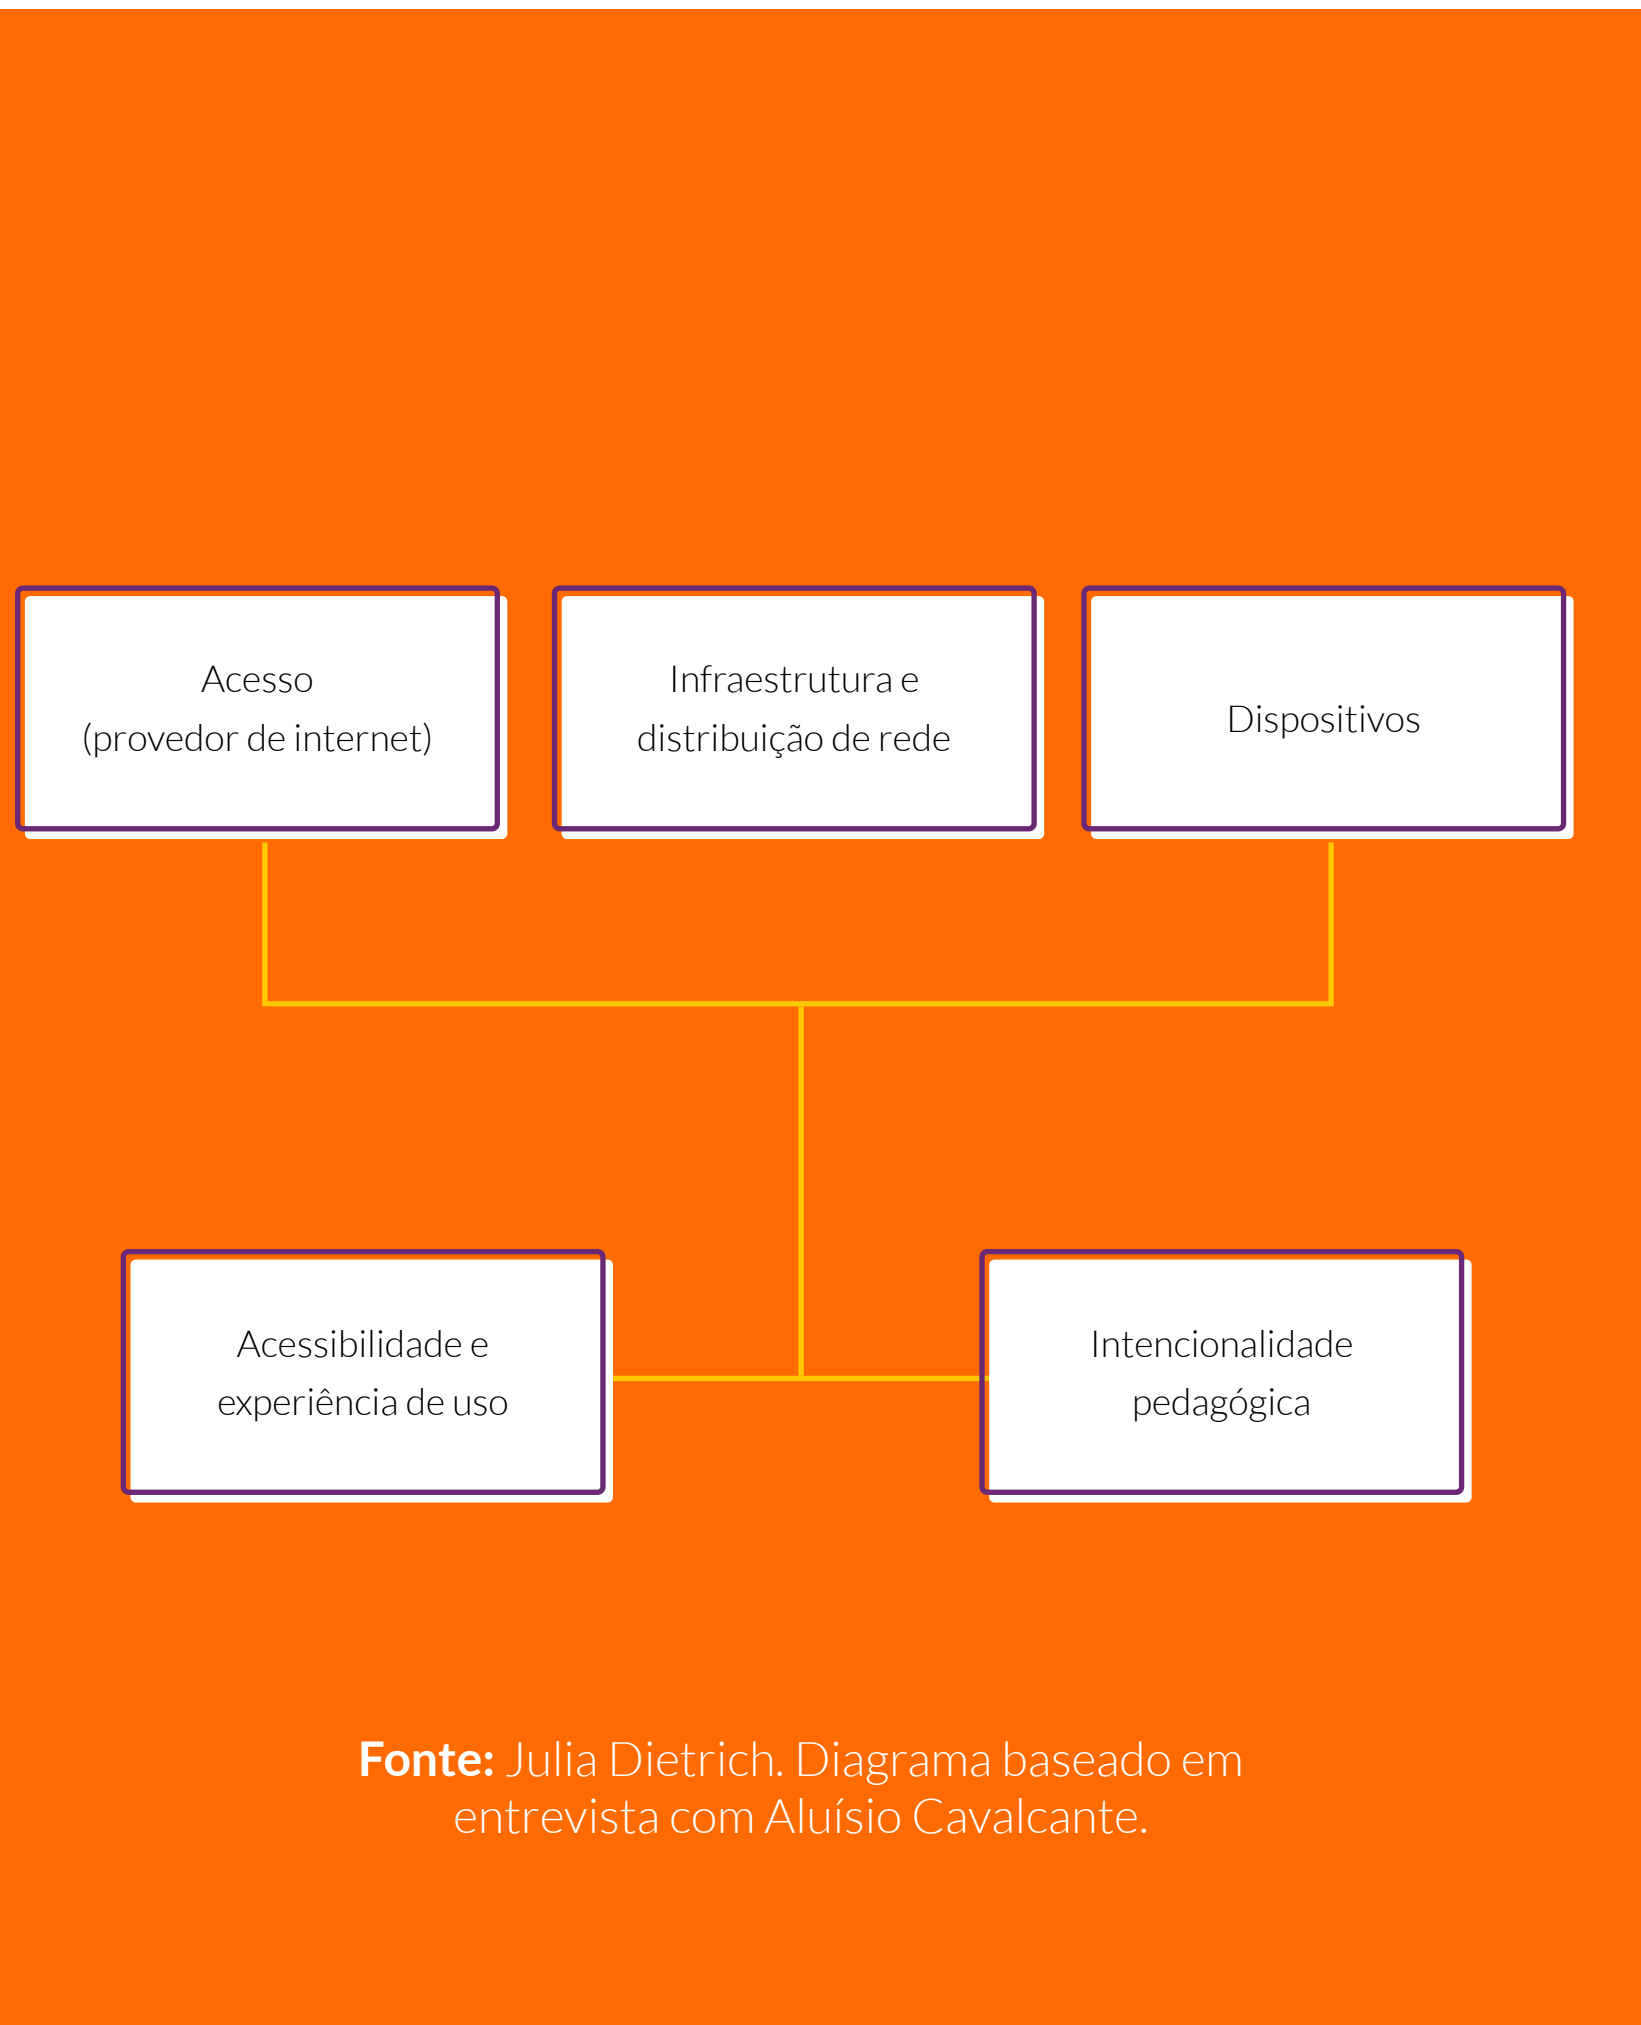 Acesso
(provedor de internet)
Infraestrutura e
distribuição de rede
Dispositivos
Acessibilidade e
experiência de uso
Intencionalidade
pedagógica
Fonte: Julia Dietrich. Diagrama baseado em
entrevista com Aluísio Cavalcante.